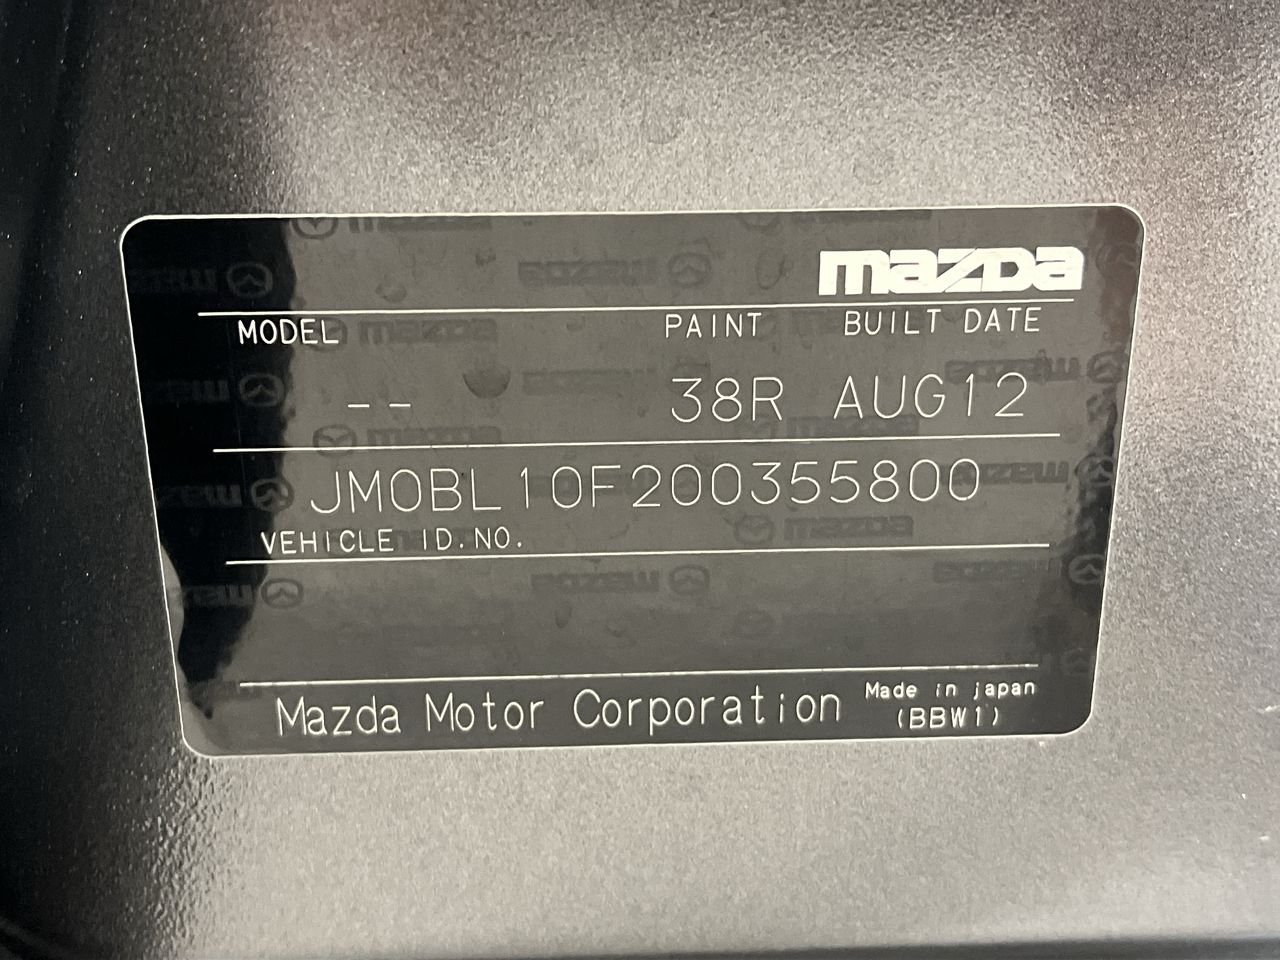 mazda
MODEL PAINT BUILT DATE
-- 38R AUG12
JM0BL10F200355800
VEHICLE ID.NO.
Mazda Motor Corporation Made in japan
(BBW1)